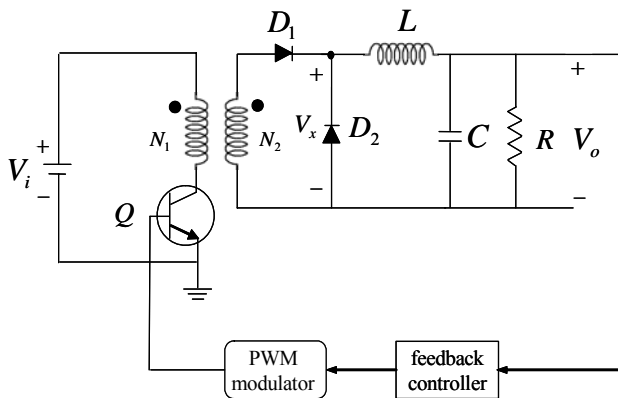 D1
L
+
+
+
N1
N2
Vx
D2
C
R
Vo
Vi
−
−
−
Q
PWM
modulator
feedback
controller